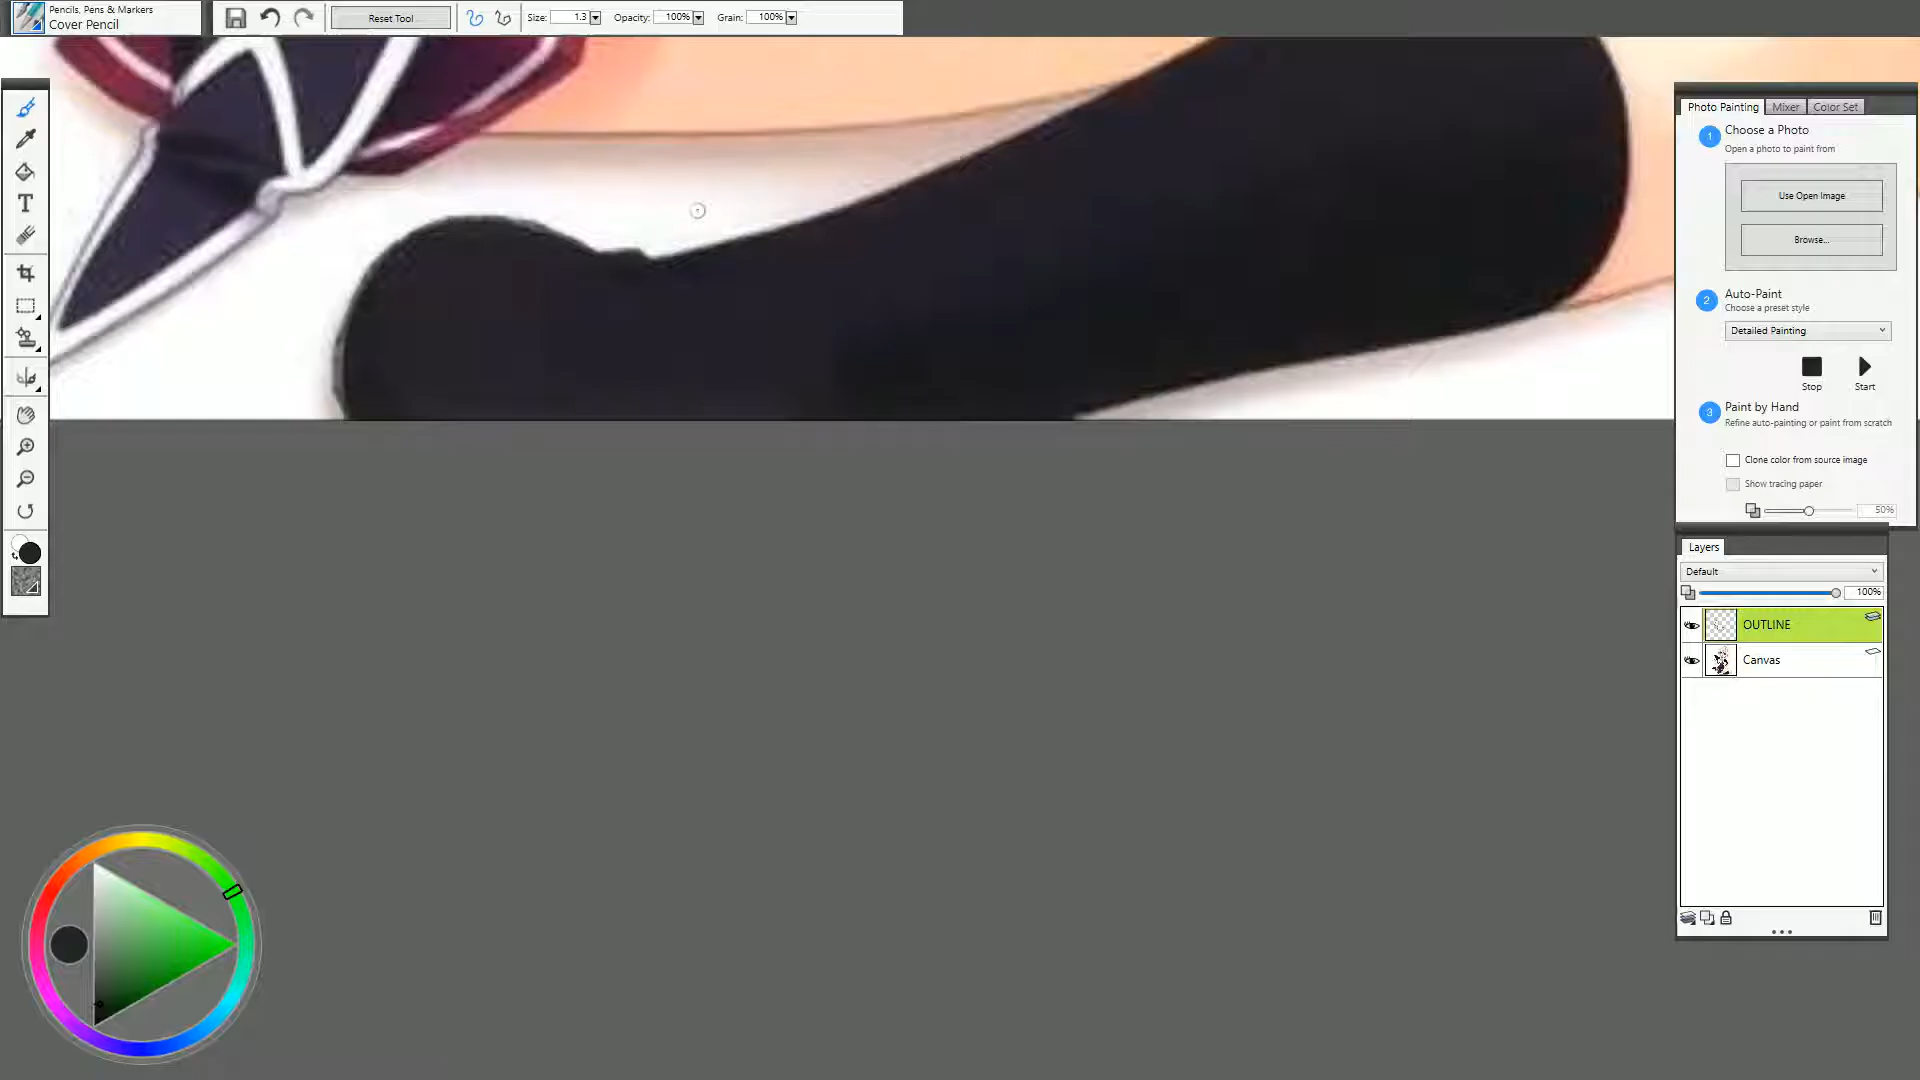 Pencils, Pens & Markers
Cover Pencil
Reset Tool
Size: 1.3
Opacity: 100%
Grain: 100%
T
Photo Painting
Mixer
Color Set
1
Choose a Photo
Open a photo to paint from
Use Open Image
Browse...
2
Auto-Paint
Choose a preset style
Detailed Painting
Stop
Start
3
Paint by Hand
Refine auto-painting or paint from scratch
Clone color from source image
Show tracing paper
50%
Layers
Default
100%
OUTLINE
Canvas